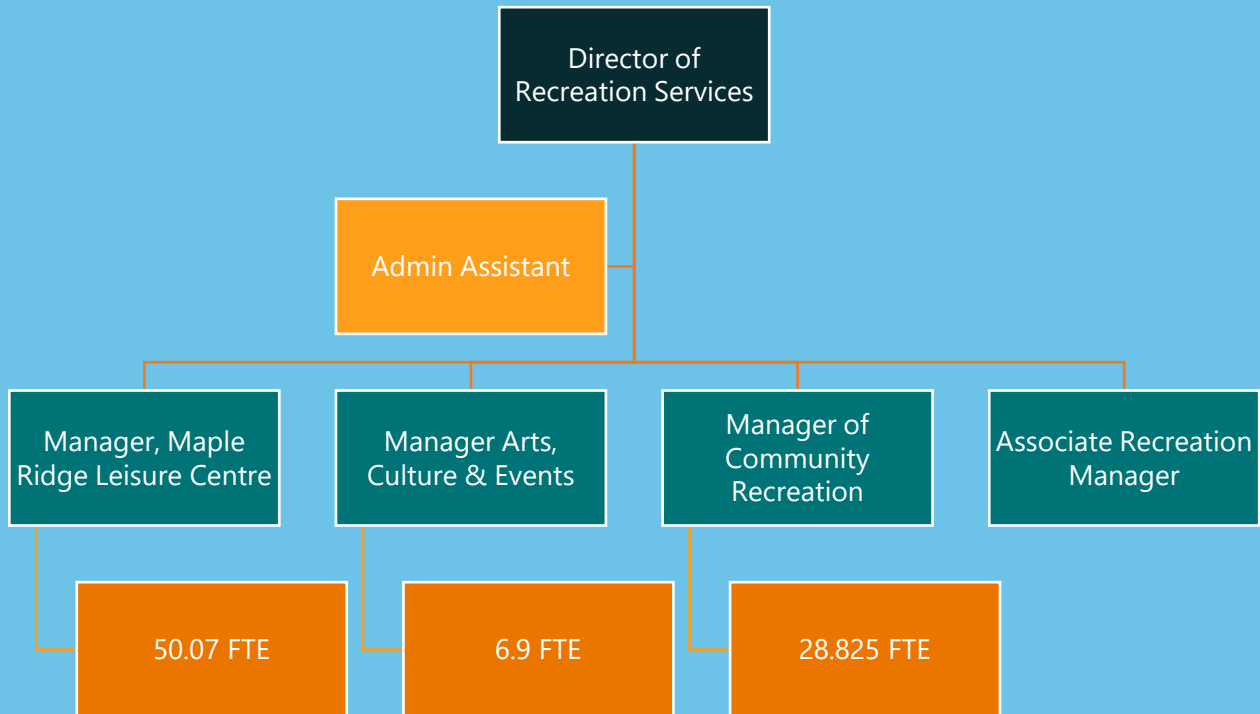 Director of
Recreation Services
Admin Assistant
Manager, Maple
Ridge Leisure Centre
Manager Arts,
Culture & Events
Manager of
Community
Recreation
Associate Recreation
Manager
50.07 FTE
6.9 FTE
28.825 FTE